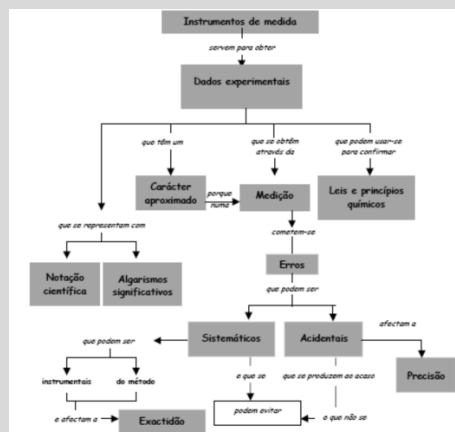 Instrumentos de medida
servem para obter
Dados experimentais
que têm um
que se obtêm
através da
que podem usar-se
para confirmar
Carácter
aproximado
porque
numa
Medição
Leis e princípios
químicos
que se representam com
cometem-se
Notação
científica
Algarismos
significativos
Erros
que podem ser
que podem ser
Sistemáticos
Acidentais
afectam a
Precisão
instrumentais
do método
e que se
que se produzem ao acaso
e afectam a
Exactidão
podem evitar
e que não se